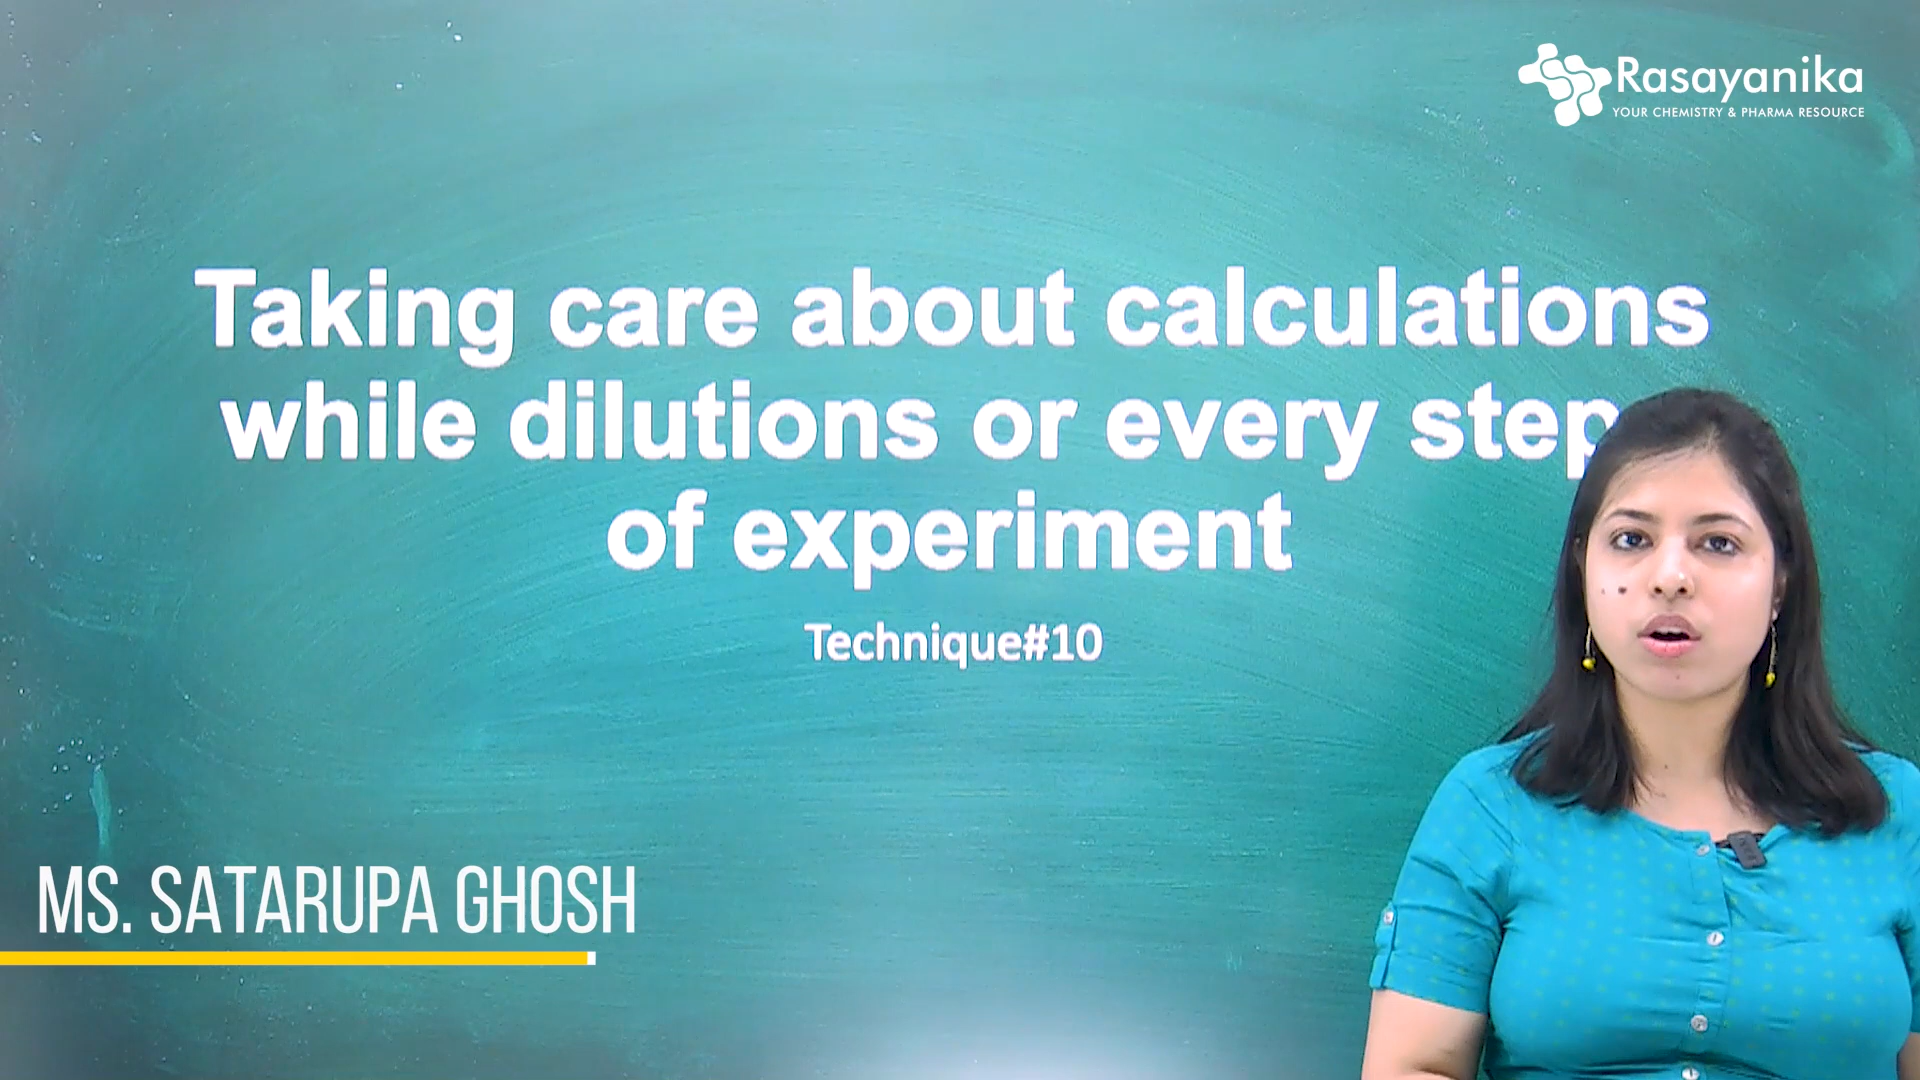 Rasayanika
YOUR CHEMISTRY & PHARMA RESOURCE
Taking care about calculations
while dilutions or every step
of experiment
Technique#10
MS. SATARUPA GHOSH